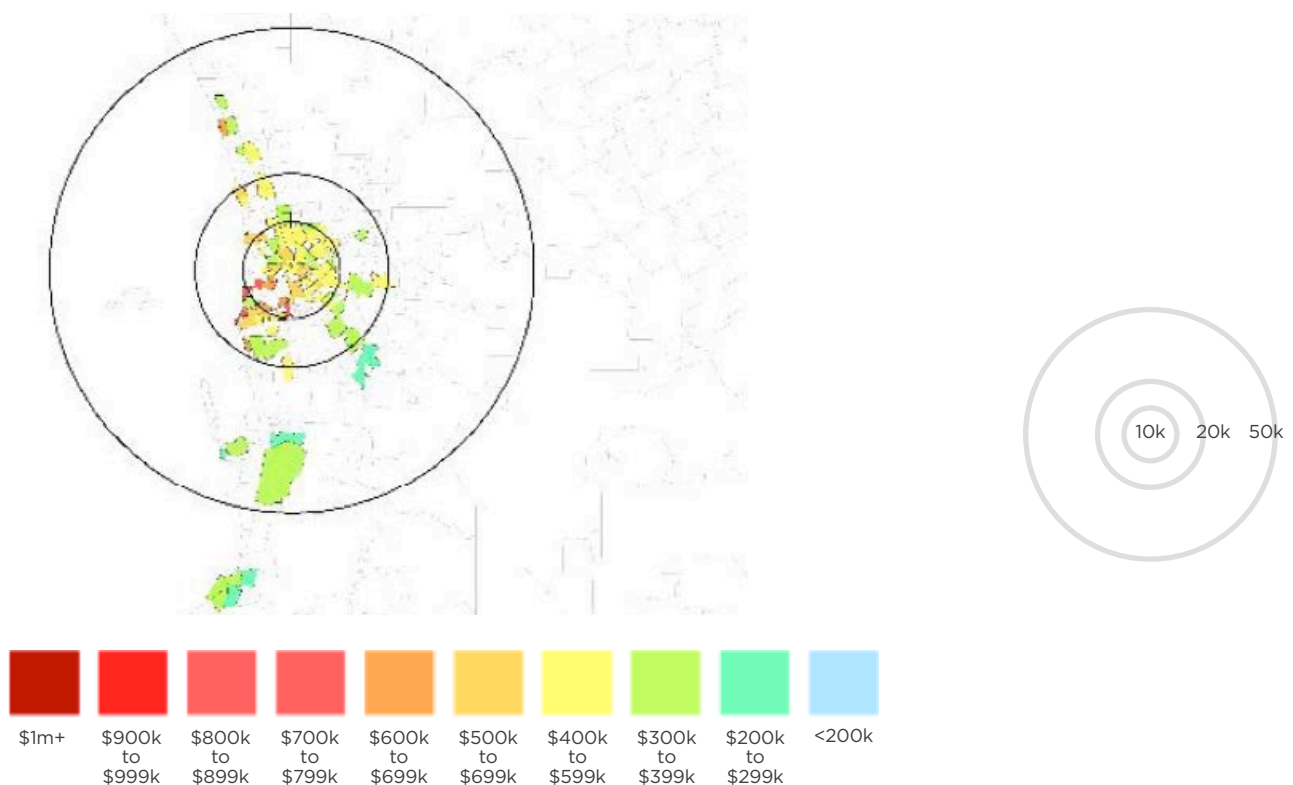 10k 20k 50k
$1m+
$900k
to
$999k
$800k
to
$899k
$700k
to
$799k
$600k
to
$699k
$500k
to
$699k
$400k
to
$599k
$300k
to
$399k
$200k
to
$299k
<200k